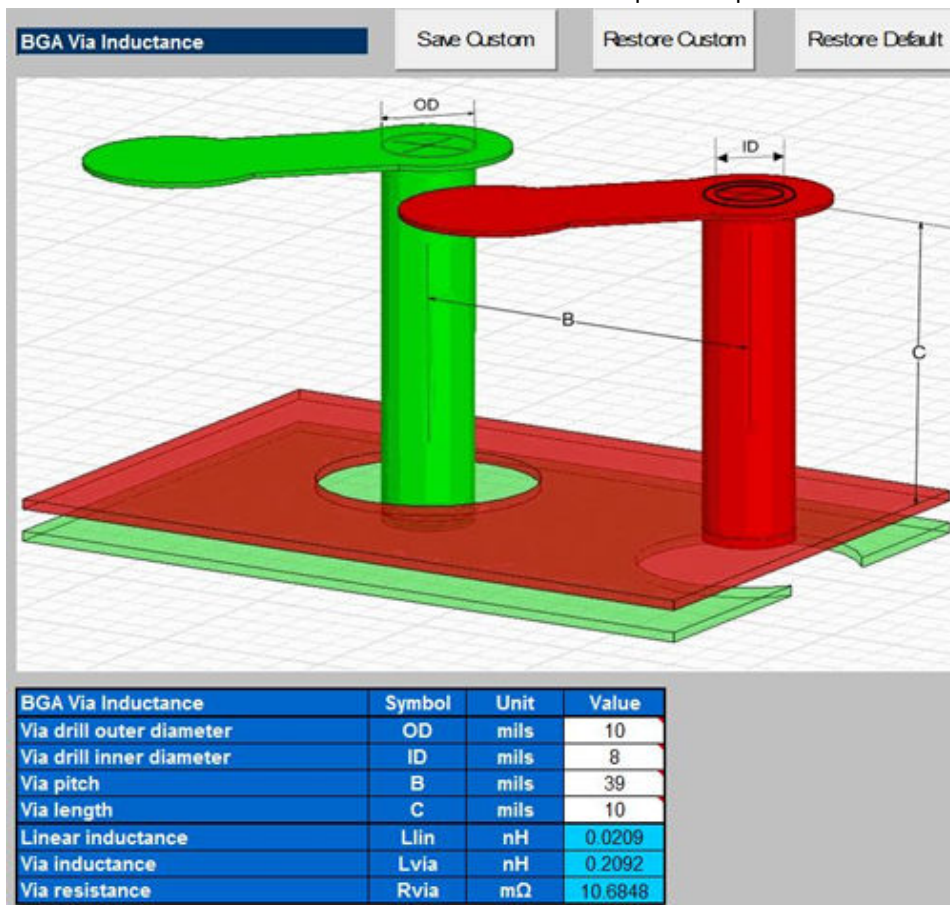 BGA Via Inductance Save Custom Restore Custom Restore Default
OD
ID
B
C
BGA Via Inductance Symbol Unit Value
Via drill outer diameter OD mils 10
Via drill inner diameter ID mils 8
Via pitch B mils 39
Via length C mils 10
Linear inductance Llin nH 0.0209
Via inductance Lvia nH 0.2092
Via resistance Rvia mΩ 10.6848